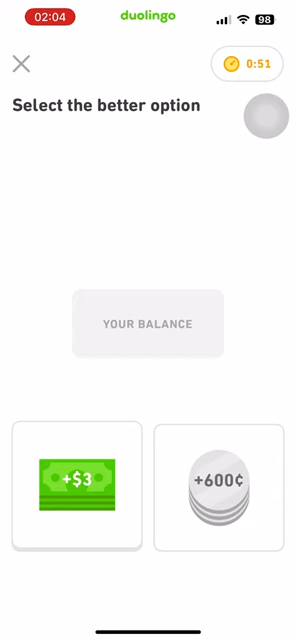 02:04
duolingo
98
0:51
Select the better option
YOUR BALANCE
+$3
+600¢